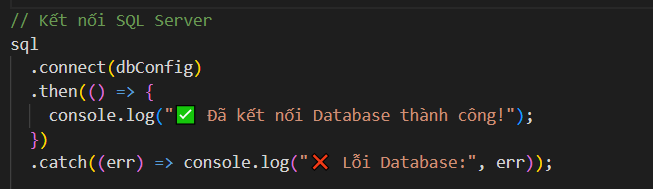 // Kết nối SQL Server
sql
.connect(dbConfig)
.then(() => {
console.log("✅ Đã kết nối Database thành công!");
})
.catch((err) => console.log("❌ Lỗi Database:", err));